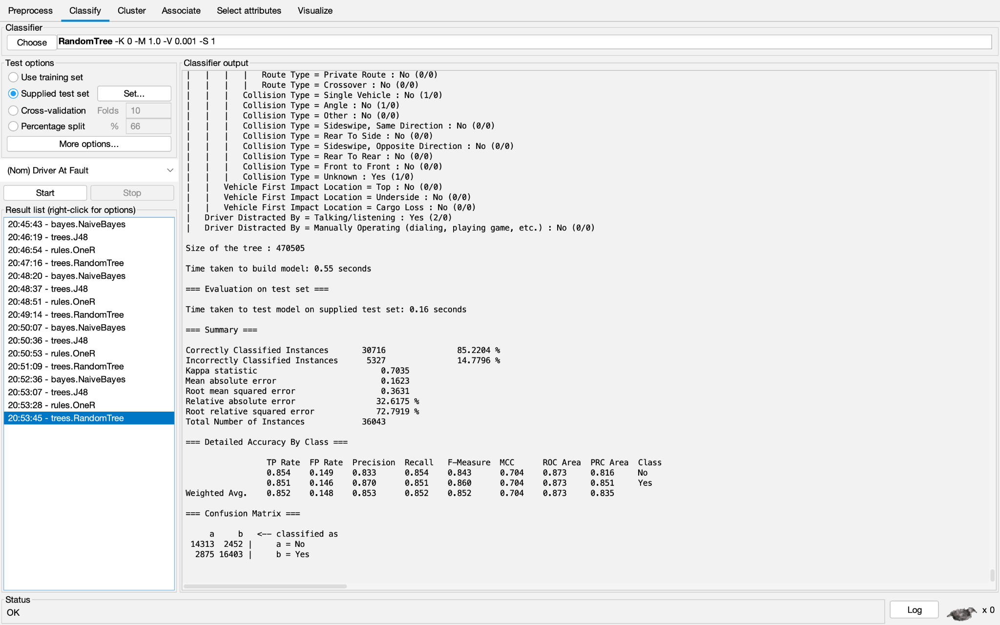 Preprocess Classify Cluster Associate Select attributes Visualize
Classifier
Choose RandomTree -K 0 -M 1.0 -V 0.001 -S 1
Test options
Use training set
Supplied test set Set...
Cross-validation Folds 10
Percentage split % 66
More options...
(Nom) Driver At Fault
Start Stop
Result list (right-click for options)
20:45:43 - bayes.NaiveBayes
20:46:19 - trees.J48
20:46:54 - rules.OneR
20:47:16 - trees.RandomTree
20:48:20 - bayes.NaiveBayes
20:48:37 - trees.J48
20:48:51 - rules.OneR
20:49:14 - trees.RandomTree
20:50:07 - bayes.NaiveBayes
20:50:36 - trees.J48
20:50:53 - rules.OneR
20:51:09 - trees.RandomTree
20:52:36 - bayes.NaiveBayes
20:53:07 - trees.J48
20:53:28 - rules.OneR
20:53:45 - trees.RandomTree
Classifier output
| | | | Route Type = Private Route : No (0/0)
| | | | Route Type = Crossover : No (0/0)
| | | Collision Type = Single Vehicle : No (1/0)
| | | Collision Type = Angle : No (1/0)
| | | Collision Type = Other : No (0/0)
| | | Collision Type = Sideswipe, Same Direction : No (0/0)
| | | Collision Type = Rear To Side : No (0/0)
| | | Collision Type = Sideswipe, Opposite Direction : No (0/0)
| | | Collision Type = Rear To Rear : No (0/0)
| | | Collision Type = Front to Front : No (0/0)
| | | Collision Type = Unknown : Yes (1/0)
| | Vehicle First Impact Location = Top : No (0/0)
| | Vehicle First Impact Location = Underside : No (0/0)
| | Vehicle First Impact Location = Cargo Loss : No (0/0)
| Driver Distracted By = Talking/listening : Yes (2/0)
| Driver Distracted By = Manually Operating (dialing, playing game, etc.) : No (0/0)
Size of the tree : 470505
Time taken to build model: 0.55 seconds
=== Evaluation on test set ===
Time taken to test model on supplied test set: 0.16 seconds
=== Summary ===
Correctly Classified Instances 30716 85.2204 %
Incorrectly Classified Instances 5327 14.7796 %
Kappa statistic 0.7035
Mean absolute error 0.1623
Root mean squared error 0.3631
Relative absolute error 32.6175 %
Root relative squared error 72.7919 %
Total Number of Instances 36043
=== Detailed Accuracy By Class ===
TP Rate FP Rate Precision Recall F-Measure MCC ROC Area PRC Area Class
0.854 0.149 0.833 0.854 0.843 0.704 0.873 0.816 No
0.851 0.146 0.870 0.851 0.860 0.704 0.873 0.851 Yes
Weighted Avg. 0.852 0.148 0.853 0.852 0.852 0.704 0.873 0.835
=== Confusion Matrix ===
a b <-- classified as
14313 2452 | a = No
2875 16403 | b = Yes
Status
OK
Log x 0